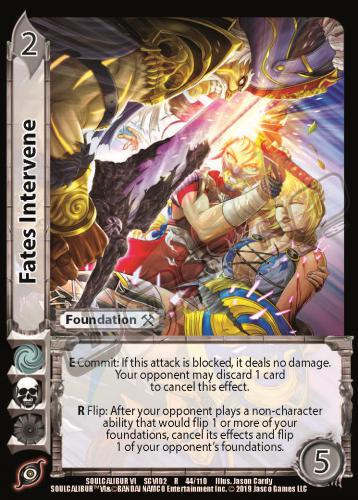 2
Fates Intervene
Foundation
E Commit: If this attack is blocked, it deals no damage.
Your opponent may discard 1 card
to cancel this effect.
R Flip: After your opponent plays a non-character
ability that would flip 1 or more of your
foundations, cancel its effects and flip
1 of your opponent's foundations.
5
SOULCALIBUR VI SCVI02 R 44/110 Illus. Jason Cardy
SOULCALIBUR™ VI&©BANDAI NAMCO Entertainment Inc. © 2019 Jasco Games LLC